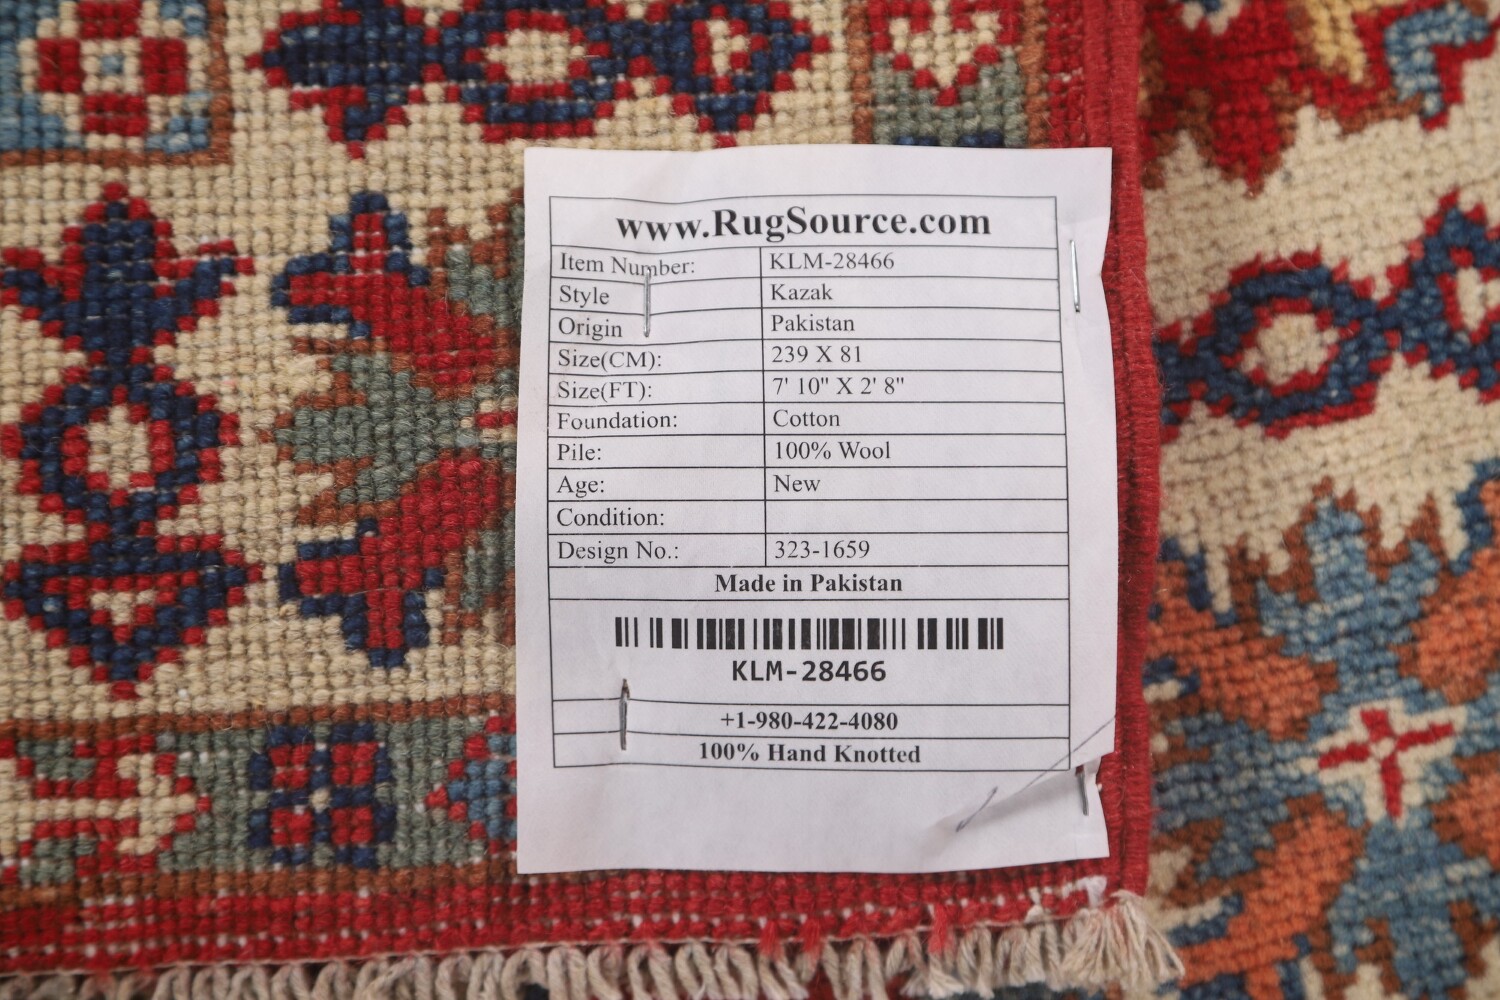 www.RugSource.com
Item Number: KLM-28466
Style Kazak
Origin Pakistan
Size(CM): 239 X 81
Size(FT): 7' 10" X 2' 8"
Foundation: Cotton
Pile: 100% Wool
Age: New
Condition:
Design No.: 323-1659
Made in Pakistan
KLM-28466
+1-980-422-4080
100% Hand Knotted